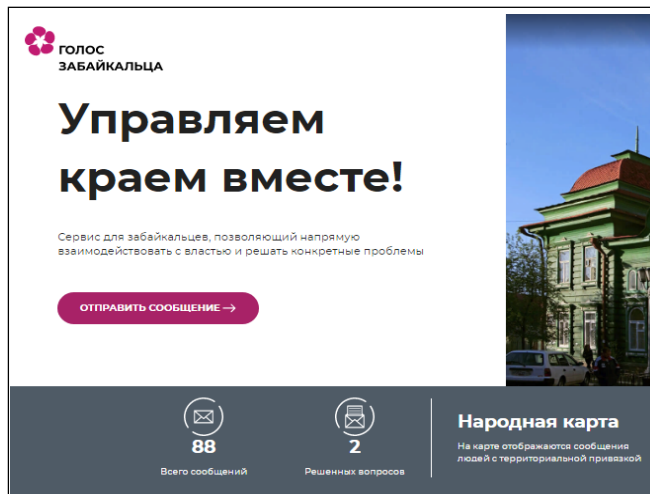 ГОЛОС
ЗАБАЙКАЛЬЦА
Управляем
краем вместе!
Сервис для забайкальцев, позволяющий напрямую
взаимодействовать с властью и решать конкретные проблемы
ОТПРАВИТЬ СООБЩЕНИЕ →
88
Всего сообщений
2
Решенных вопросов
Народная карта
На карте отображаются сообщения
людей с территориальной привязкой